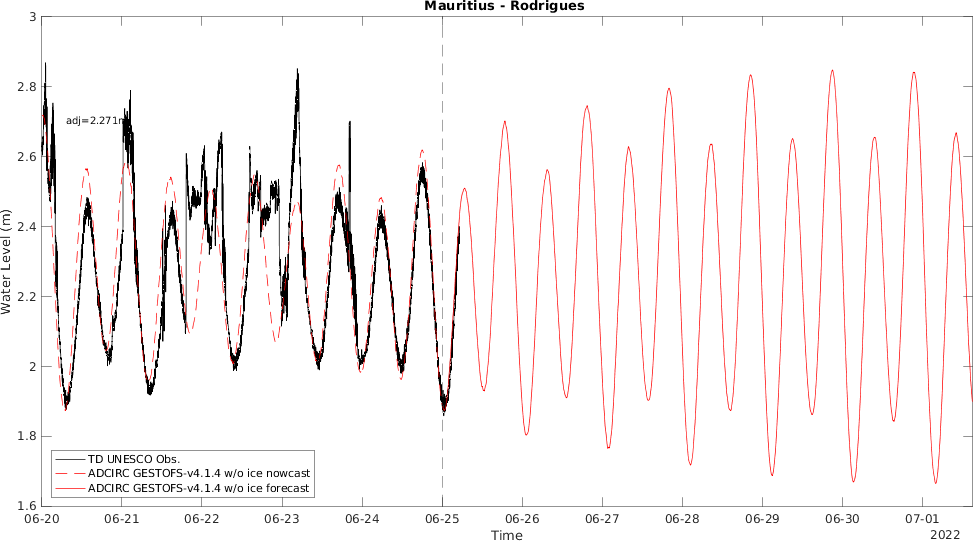 Mauritius - Rodrigues
3
2.8
2.6
2.4
2.2
2
1.8
1.6
Water Level (m)
adj=2.271m
TD UNESCO Obs.
ADCIRC GESTOFS-v4.1.4 w/o ice nowcast
ADCIRC GESTOFS-v4.1.4 w/o ice forecast
06-20 06-21 06-22 06-23 06-24 06-25 06-26 06-27 06-28 06-29 06-30 07-01
Time
2022